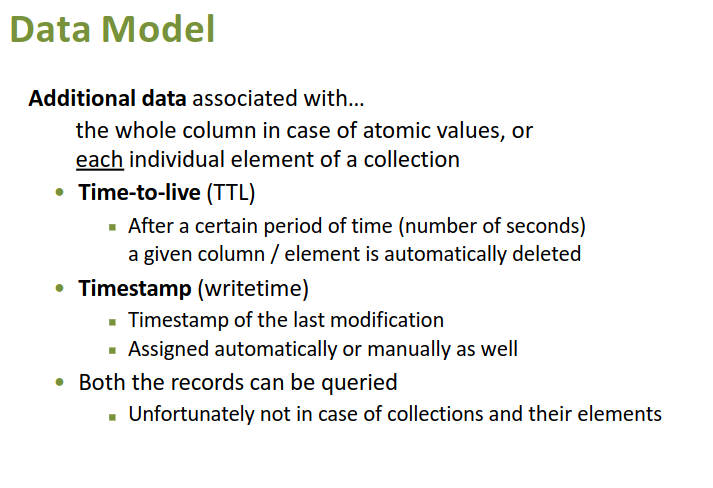 Data Model
Additional data associated with…
the whole column in case of atomic values, or
each individual element of a collection
• Time-to-live (TTL)
▪ After a certain period of time (number of seconds)
a given column / element is automatically deleted
• Timestamp (writetime)
▪ Timestamp of the last modification
▪ Assigned automatically or manually as well
• Both the records can be queried
▪ Unfortunately not in case of collections and their elements